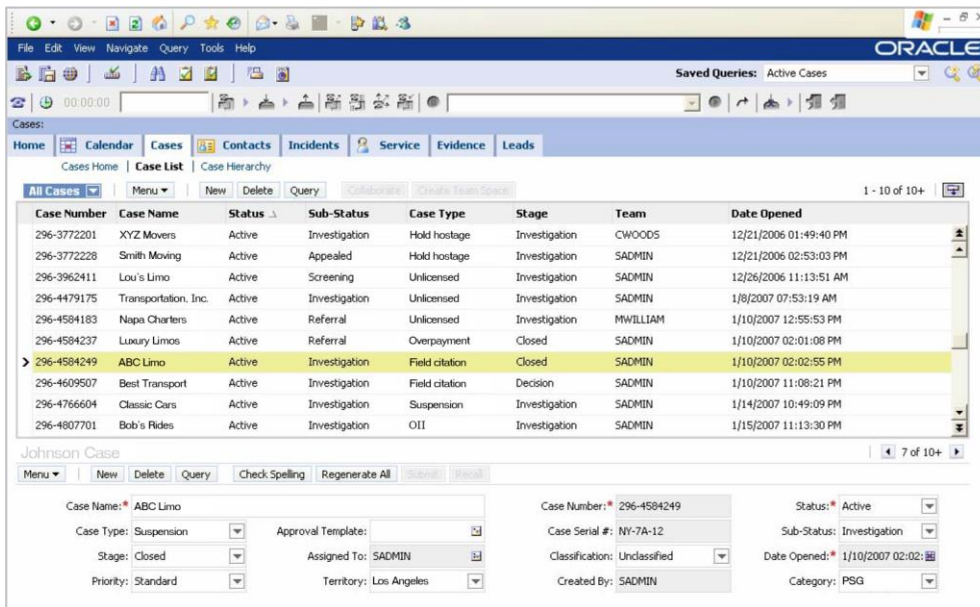 File Edit View Navigate Query Tools Help ORACLE
Saved Queries: Active Cases
00:00:00
Cases:
Home Calendar Cases Contacts Incidents Service Evidence Leads
Cases Home | Case List | Case Hierarchy
All Cases Menu New Delete Query Collaborate Create Team Space 1 - 10 of 10+
Case Number Case Name Status Sub-Status Case Type Stage Team Date Opened
296-3772201 XYZ Movers Active Investigation Hold hostage Investigation CWOODS 12/21/2006 01:49:40 PM
296-3772228 Smith Moving Active Appealed Hold hostage Investigation SADMIN 12/21/2006 02:53:03 PM
296-3962411 Lou's Limo Active Screening Unlicensed Investigation SADMIN 12/26/2006 11:13:51 AM
296-4479175 Transportation, Inc. Active Investigation Unlicensed Investigation SADMIN 1/8/2007 07:53:19 AM
296-4584183 Napa Charters Active Referral Unlicensed Investigation MWILLIAM 1/10/2007 12:55:53 PM
296-4584237 Luxury Limos Active Referral Overpayment Closed SADMIN 1/10/2007 02:01:08 PM
296-4584249 ABC Limo Active Investigation Field citation Closed SADMIN 1/10/2007 02:02:55 PM
296-4609507 Best Transport Active Investigation Field citation Decision SADMIN 1/10/2007 11:08:21 PM
296-4766604 Classic Cars Active Investigation Suspension Investigation SADMIN 1/14/2007 10:49:09 PM
296-4807701 Bob's Rides Active Investigation OII Investigation SADMIN 1/15/2007 11:13:30 PM
Johnson Case 7 of 10+
Menu New Delete Query Check Spelling Regenerate All Submit Recall
Case Name:* ABC Limo Case Number:* 296-4584249 Status:* Active
Case Type: Suspension Approval Template: Case Serial #: NY-7A-12 Sub-Status: Investigation
Stage: Closed Assigned To: SADMIN Classification: Unclassified Date Opened:* 1/10/2007 02:02:
Priority: Standard Territory: Los Angeles Created By: SADMIN Category: PSG